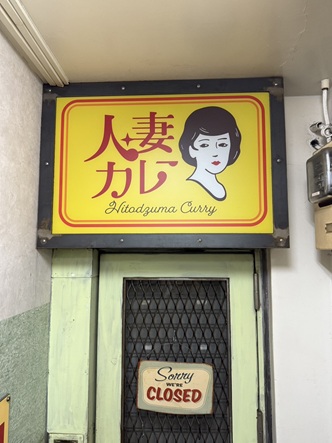 人妻
カレー
Hitodzuma Curry
Sorry
WE'RE
CLOSED